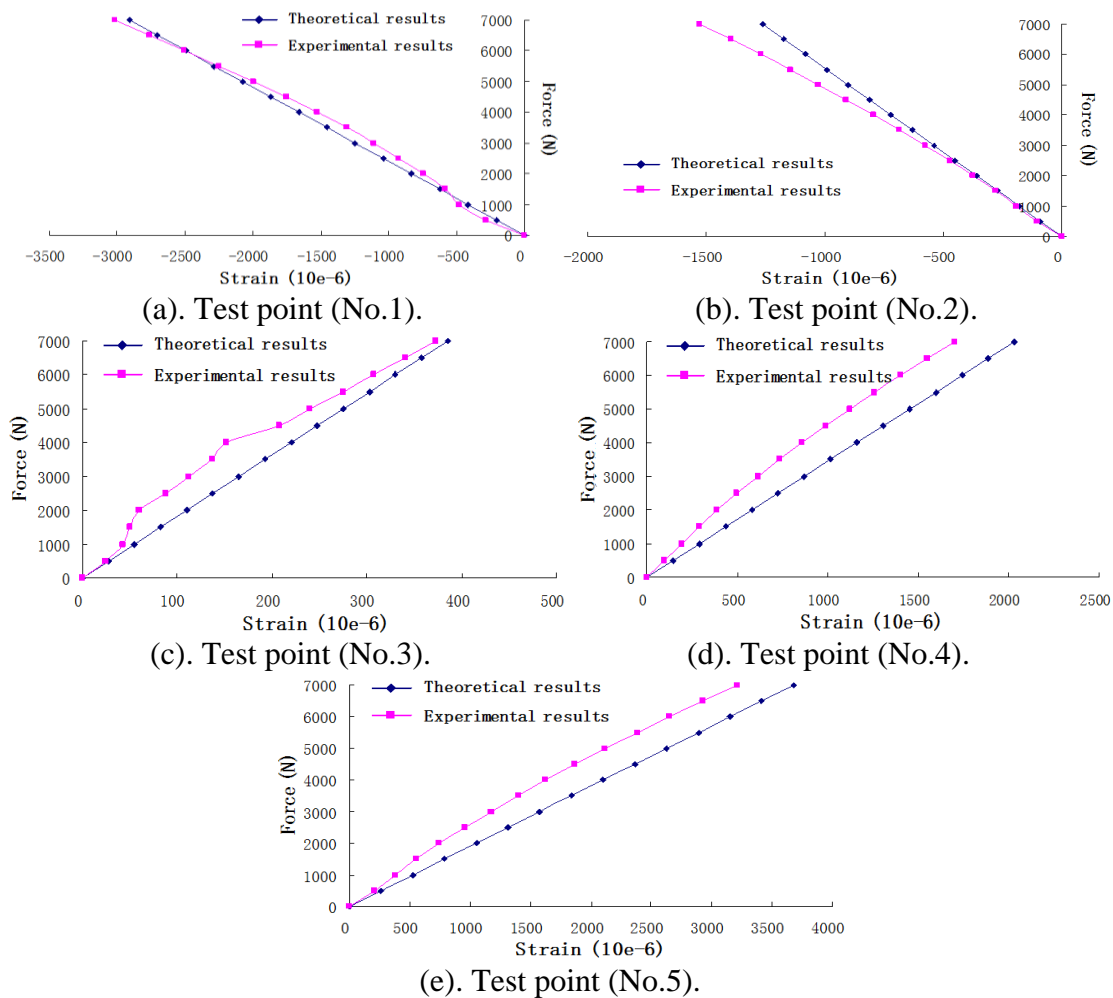 Theoretical results
Experimental results
7000
6000
5000
4000
3000
2000
1000
0
Force (N)
-3500 -3000 -2500 -2000 -1500 -1000 -500 0
Strain (10e-6)
(a). Test point (No.1).
Theoretical results
Experimental results
7000
6000
5000
4000
3000
2000
1000
0
Force (N)
-2000 -1500 -1000 -500 0
Strain (10e-6)
(b). Test point (No.2).
Theoretical results
Experimental results
7000
6000
5000
4000
3000
2000
1000
0
Force (N)
0 100 200 300 400 500
Strain (10e-6)
(c). Test point (No.3).
Theoretical results
Experimental results
7000
6000
5000
4000
3000
2000
1000
0
Force (N)
0 500 1000 1500 2000 2500
Strain (10e-6)
(d). Test point (No.4).
Theoretical results
Experimental results
7000
6000
5000
4000
3000
2000
1000
0
Force (N)
0 500 1000 1500 2000 2500 3000 3500 4000
Strain (10e-6)
(e). Test point (No.5).